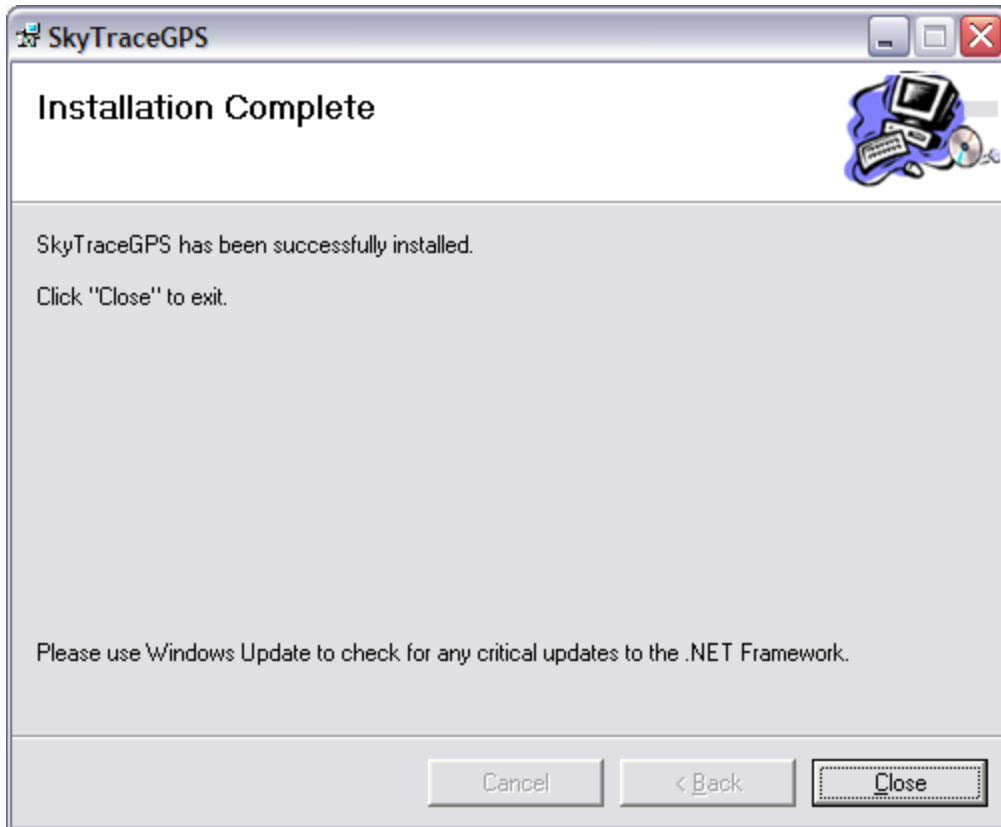 SkyTraceGPS
Installation Complete
SkyTraceGPS has been successfully installed.
Click "Close" to exit.
Please use Windows Update to check for any critical updates to the .NET Framework.
Cancel
< Back
Close